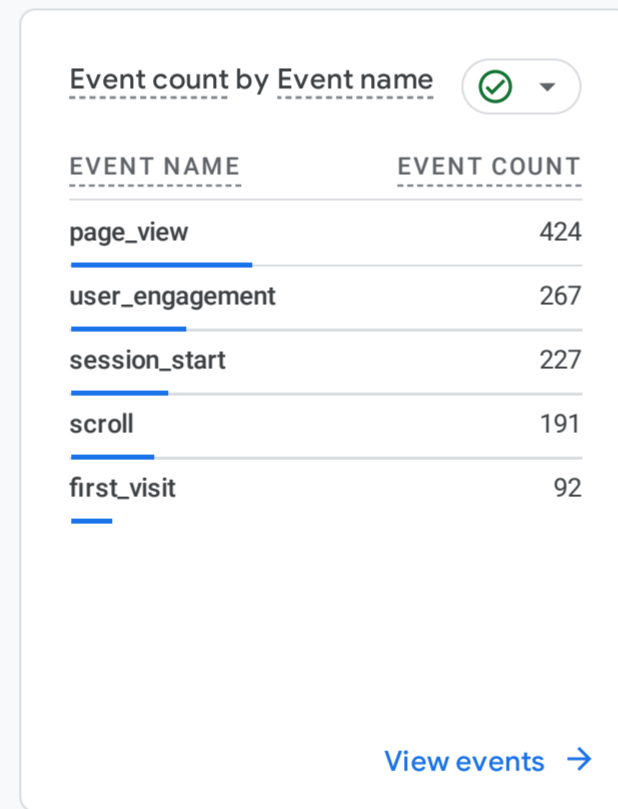 Event count by Event name
EVENT NAME EVENT COUNT
page_view 424
user_engagement 267
session_start 227
scroll 191
first_visit 92
View events